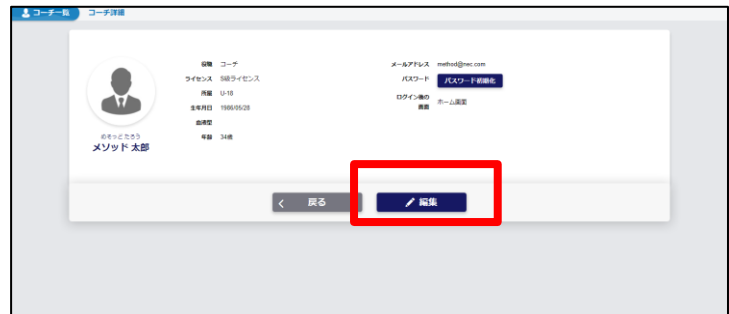 コーチ一覧 コーチ詳細
役職 コーチ
ライセンス S級ライセンス
所属 U-18
生年月日 1986/05/28
血液型
年齢 34歳
めそっど たろう
メソッド 太郎
メールアドレス method@nec.com
パスワード パスワード初期化
ログイン後の
画面 ホーム画面
戻る 編集